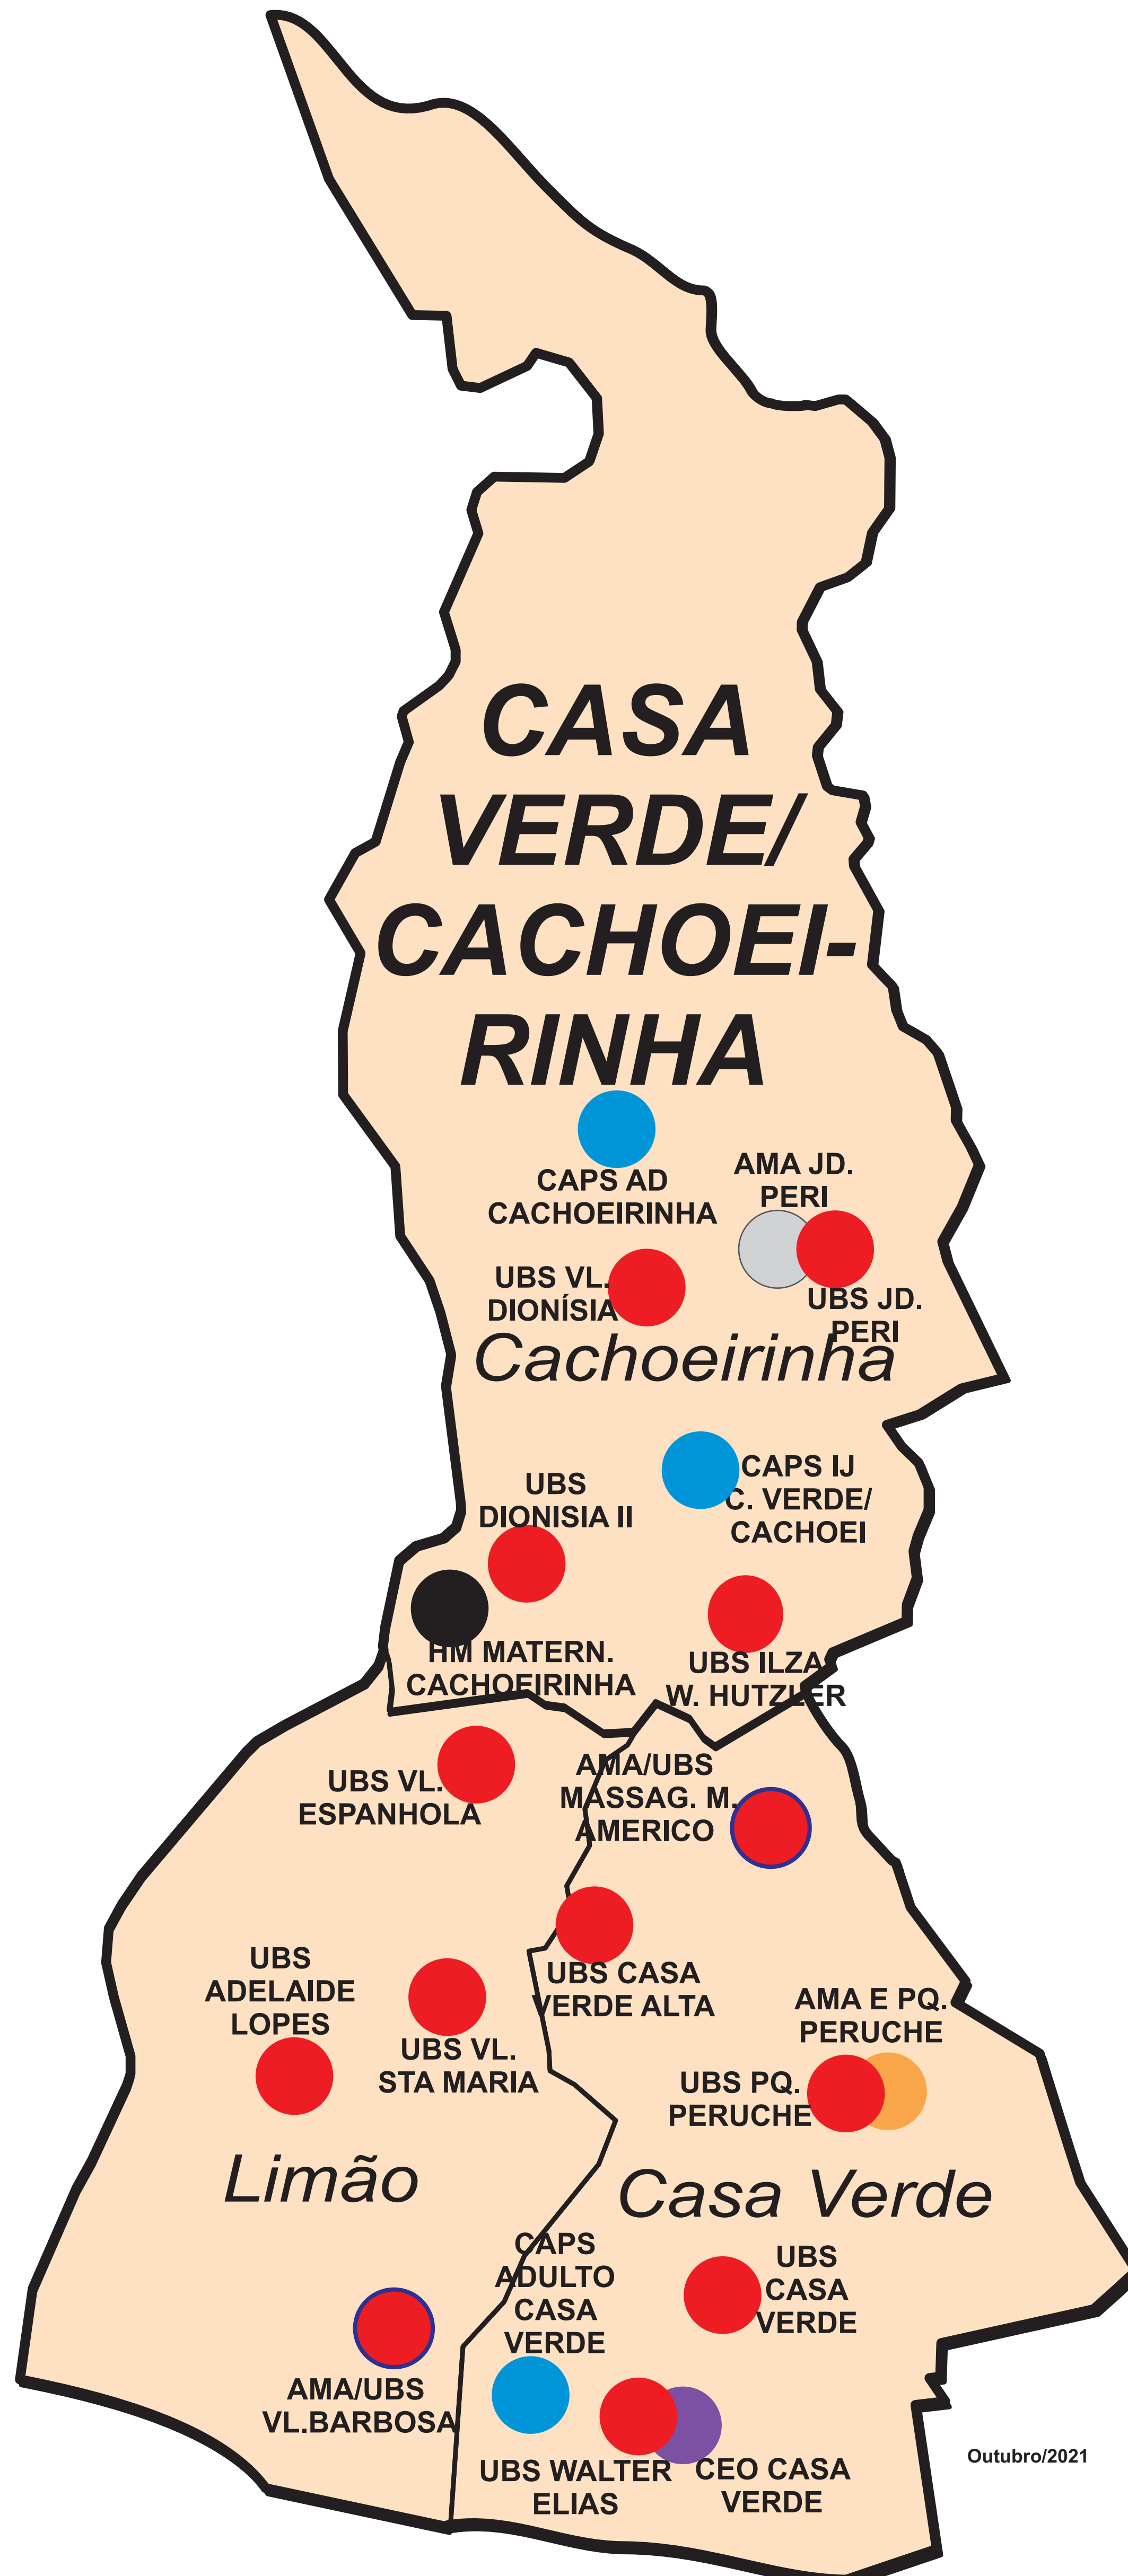 CASA
VERDE/
CACHOEI-
RINHA
CAPS AD
CACHOEIRINHA
AMA JD.
PERI
UBS VL.
DIONÍSIA
UBS JD.
PERI
Cachoeirinha
CAPS IJ
C. VERDE/
CACHOEI
UBS
DIONISIA II
HM MATERN.
CACHOEIRINHA
UBS ILZA
W. HUTZLER
UBS VL.
ESPANHOLA
AMA/UBS
MASSAG. M.
AMERICO
UBS
ADELAIDE
LOPES
UBS CASA
VERDE ALTA
UBS VL.
STA MARIA
AMA E PQ.
PERUCHE
UBS PQ.
PERUCHE
Limão
Casa Verde
CAPS
ADULTO
CASA
VERDE
UBS
CASA
VERDE
AMA/UBS
VL.BARBOSA
UBS WALTER
ELIAS
CEO CASA
VERDE
Outubro/2021